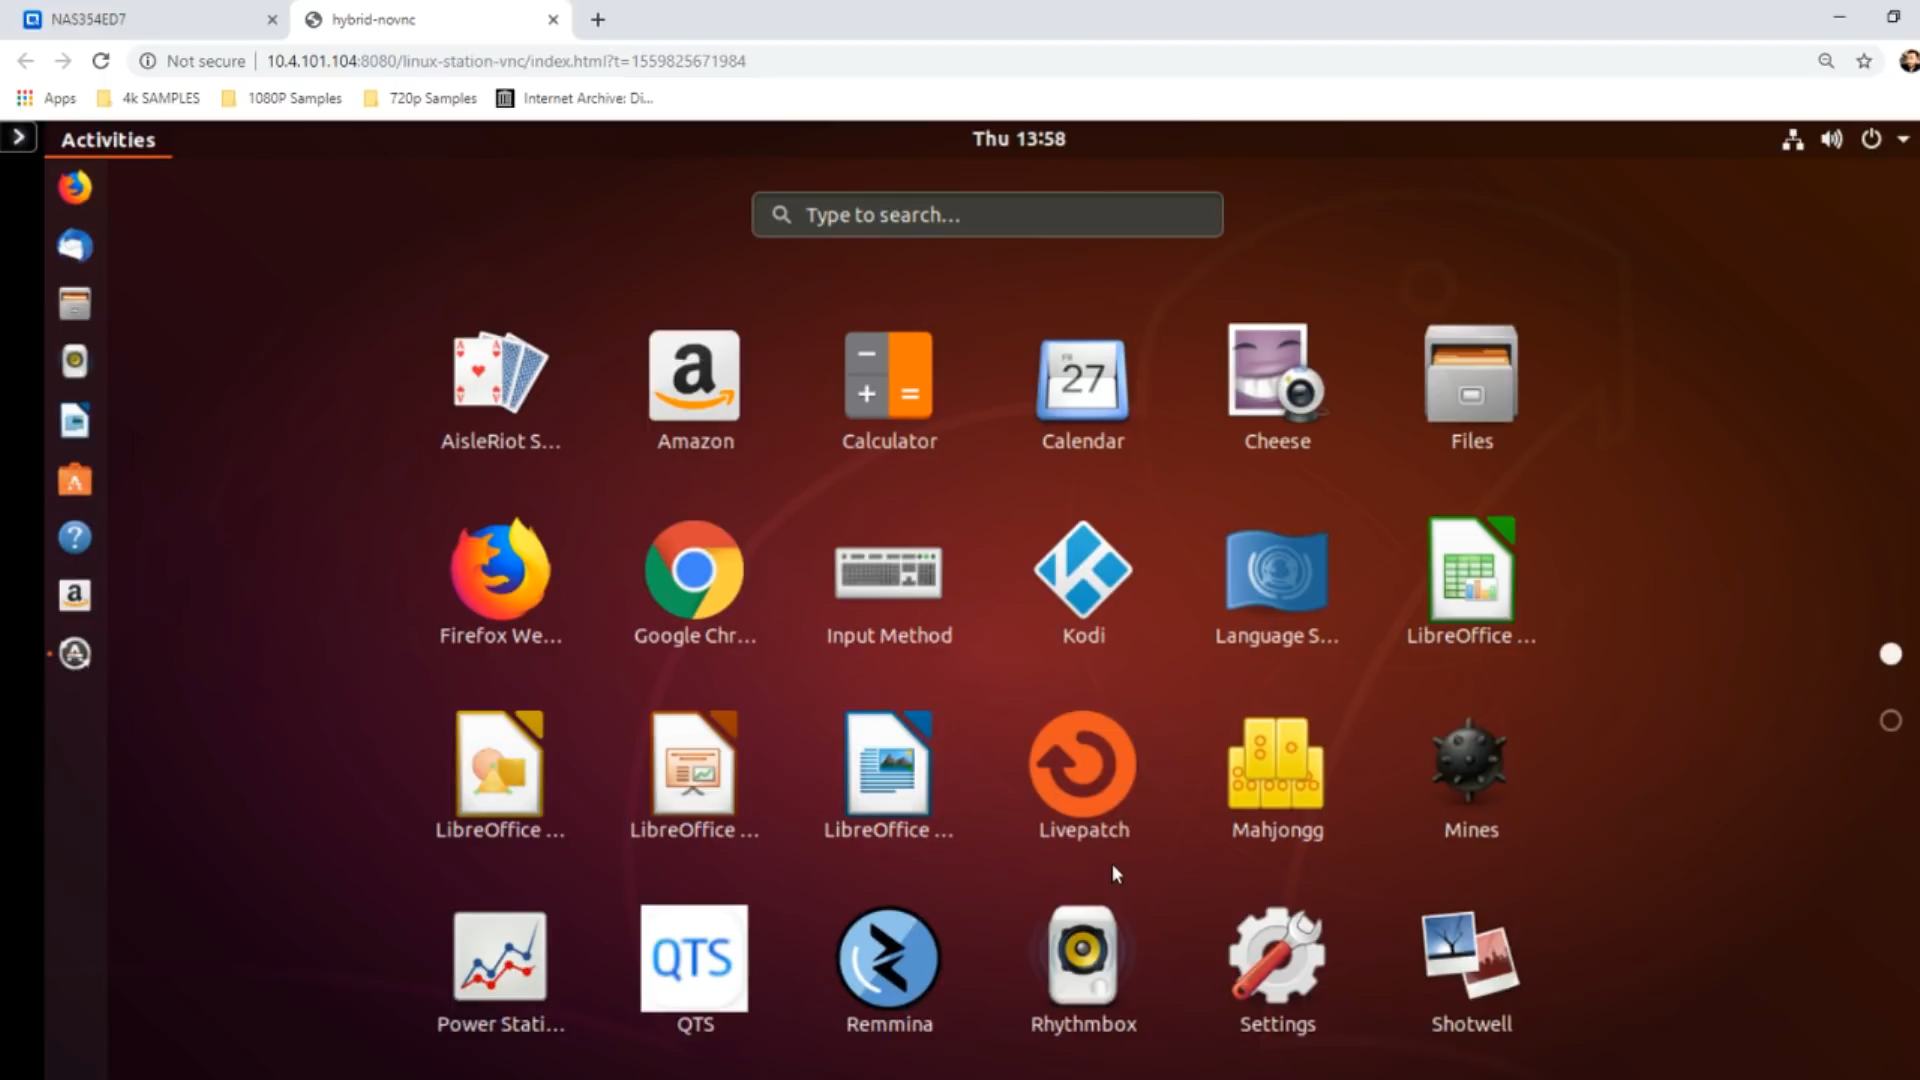 NAS354ED7
hybrid-novnc
Not secure
10.4.101.104:8080/linux-station-vnc/index.html?t=1559825671984
Apps
4k SAMPLES
1080P Samples
720p Samples
Internet Archive: Di...
Activities
Thu 13:58
Type to search...
AisleRiot S...
Amazon
Calculator
FRI
27
Calendar
Cheese
Files
Firefox We...
Google Chr...
Input Method
Kodi
Language S...
LibreOffice ...
LibreOffice ...
LibreOffice ...
LibreOffice ...
Livepatch
Mahjongg
Mines
Power Stati...
QTS
QTS
Remmina
Rhythmbox
Settings
Shotwell